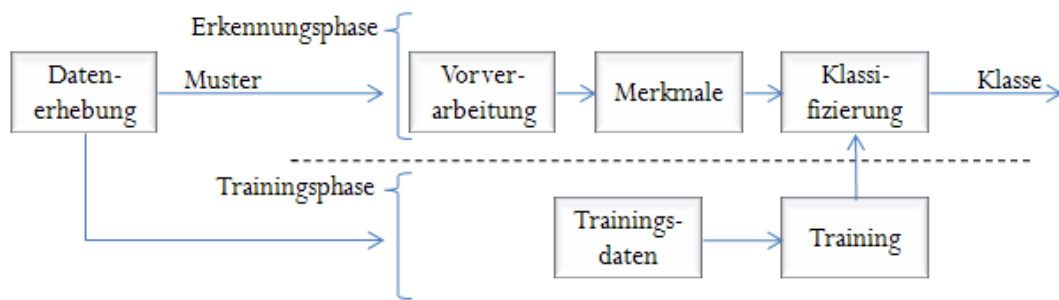 Erkennungsphase
Daten-
erhebung
Muster
Vorver-
arbeitung
Merkmale
Klassi-
fizierung
Klasse
Trainingsphase
Trainings-
daten
Training